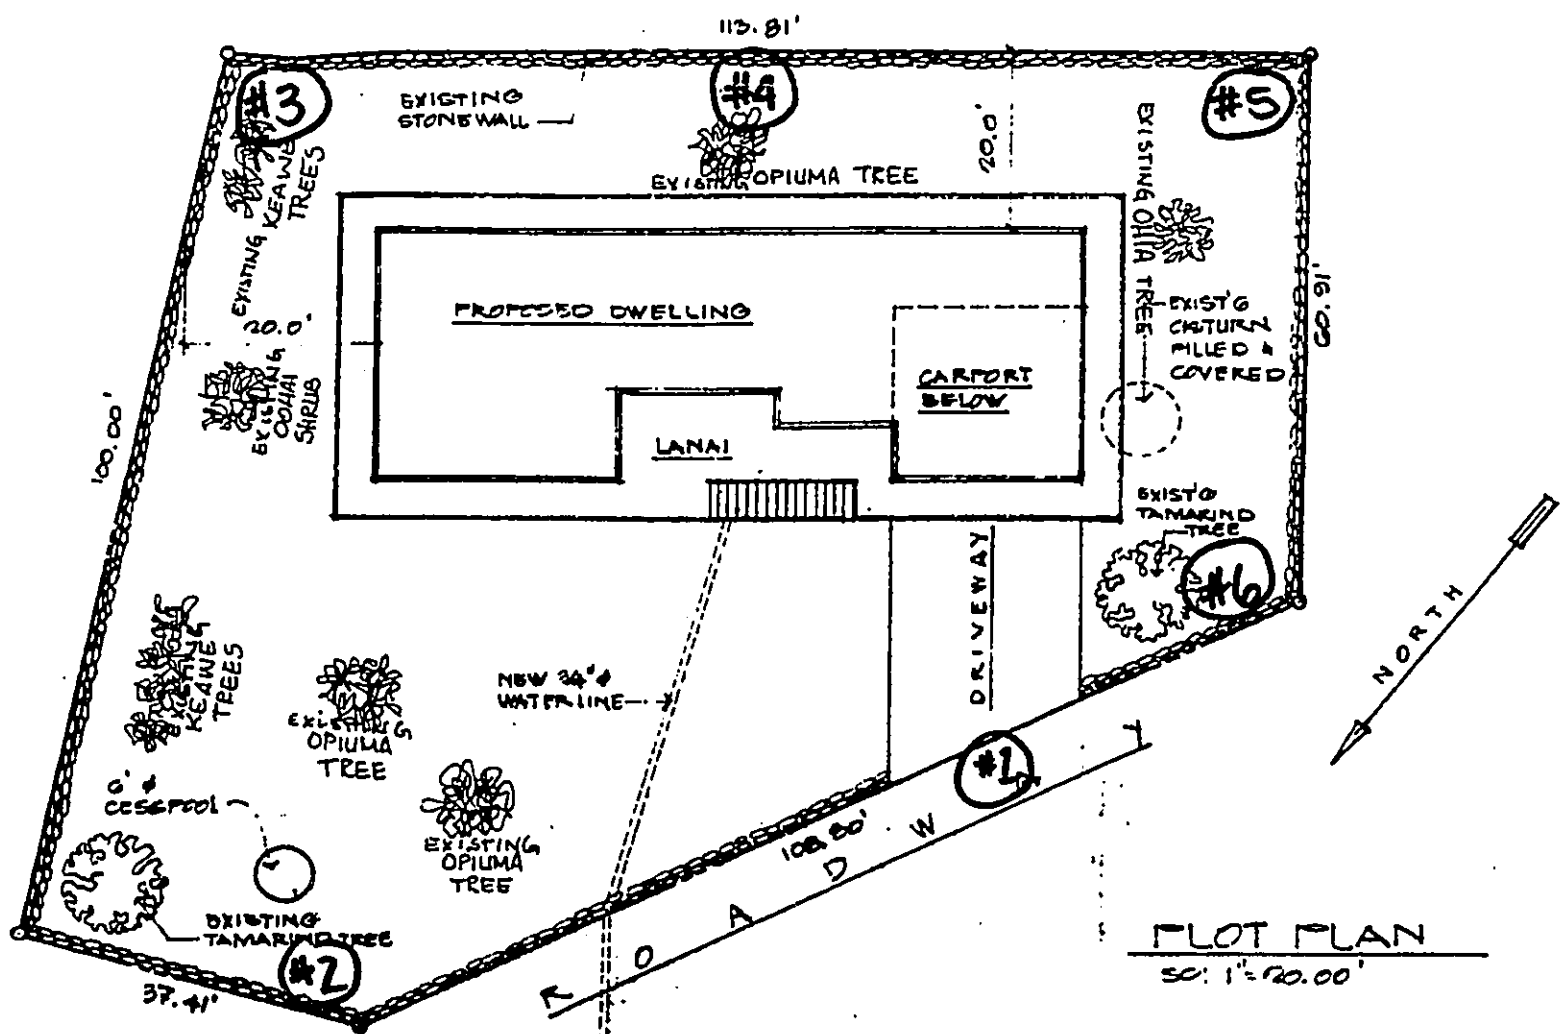 113.81'
#3
EXISTING
STONEWALL
#4
#5
EXISTING
KEAWE
TREES
EXISTING OPIUMA TREE
20.0'
EXISTING OHIA TREE
PROPOSED DWELLING
20.0'
EXIST'G
CISTURN
FILLED &
COVERED
CARPORT
BELOW
EXISTING
OOHAI
SHRUB
100.00'
LANAI
EXIST'G
TAMARIND
TREE
#6
DRIVEWAY
NORTH
EXISTING
KEAWE
TREES
NEW 3/4" ⌀
WATERLINE
EXISTING
OPIUMA
TREE
#1
6' ⌀
CESSPOOL
EXISTING
OPIUMA
TREE
108.80'
ROADWAY
EXISTING
TAMARIND TREE
#2
37.41'
PLOT PLAN
SC: 1"=20.00'